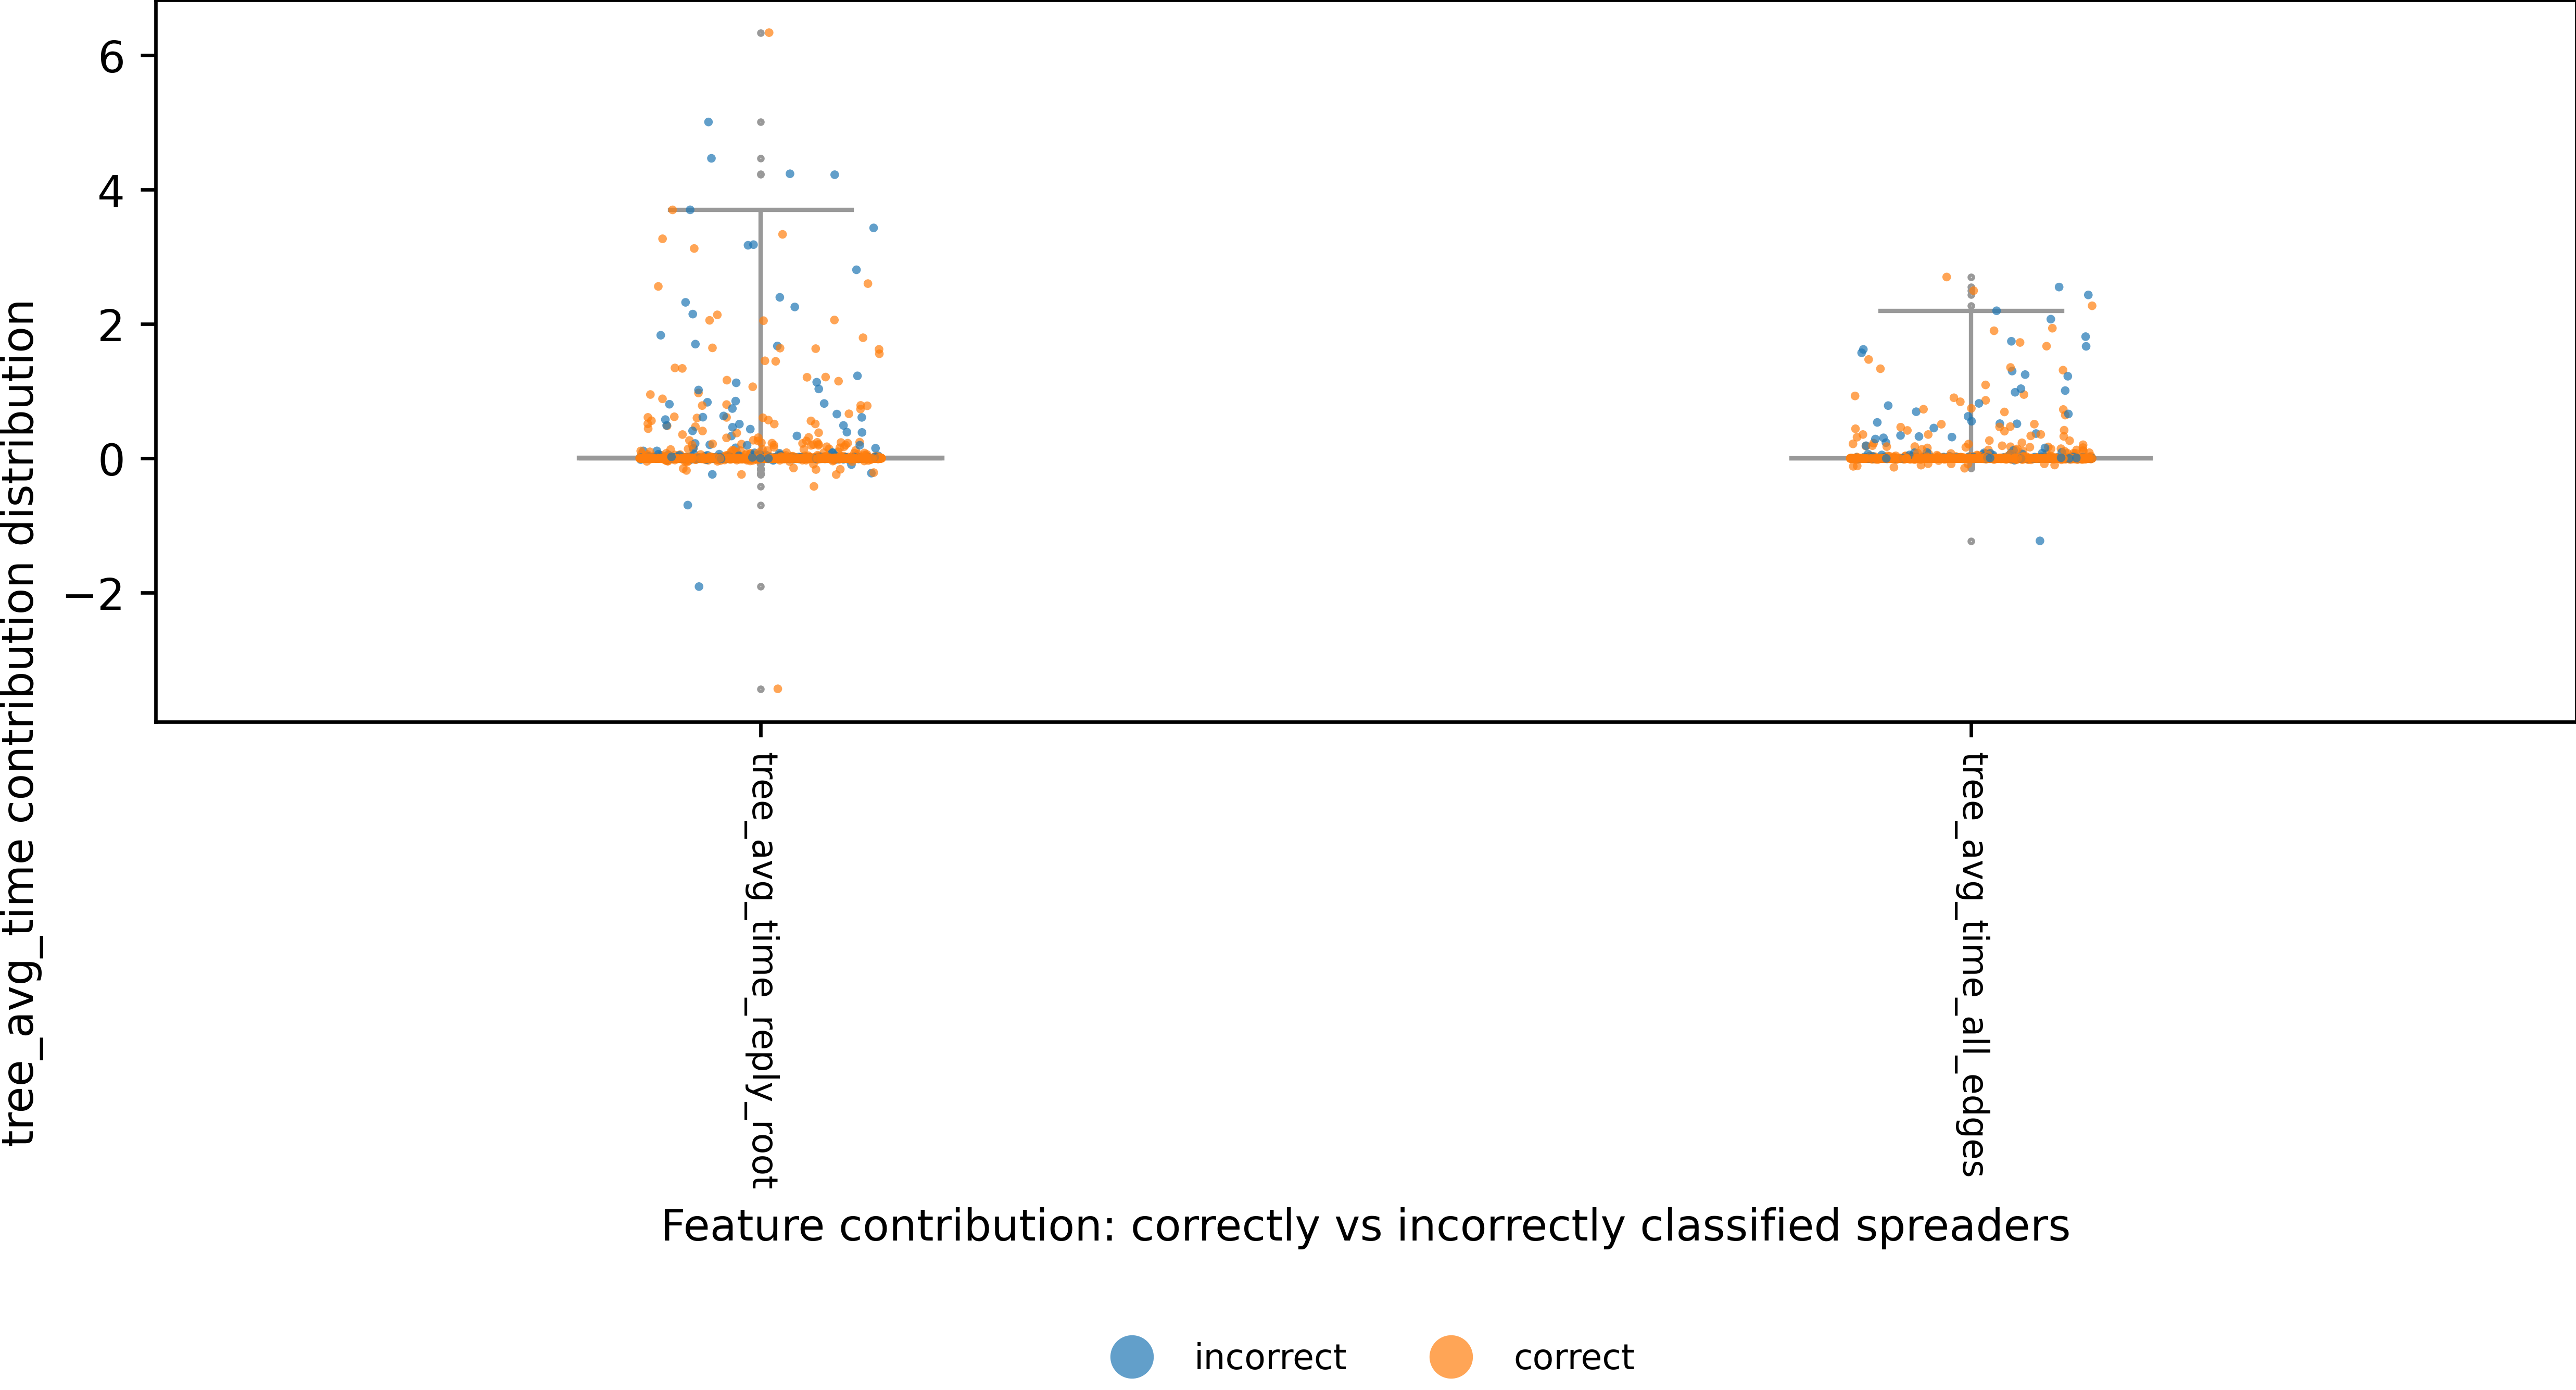 6
4
2
0
−2
tree_avg_time contribution distribution
tree_avg_time_reply_root
tree_avg_time_all_edges
Feature contribution: correctly vs incorrectly classified spreaders
incorrect
correct